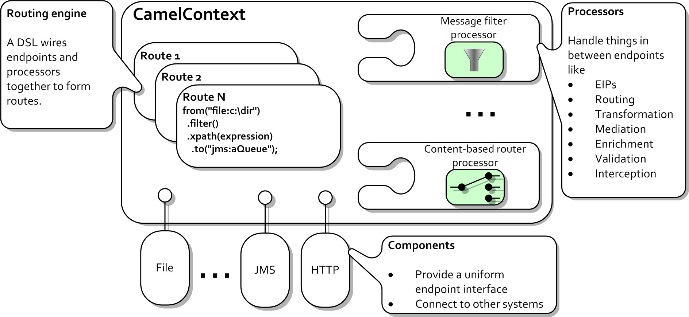 Routing engine
A DSL wires
endpoints and
processors
together to form
routes.
CamelContext
Route 1
Route 2
Route N
from("file:c:\dir")
.filter()
.xpath(expression)
.to("jms:aQueue");
Message filter
processor
...
Content-based router
processor
Processors
Handle things in
between endpoints
like
• EIPs
• Routing
• Transformation
• Mediation
• Enrichment
• Validation
• Interception
File
...
JMS
HTTP
Components
• Provide a uniform
endpoint interface
• Connect to other systems